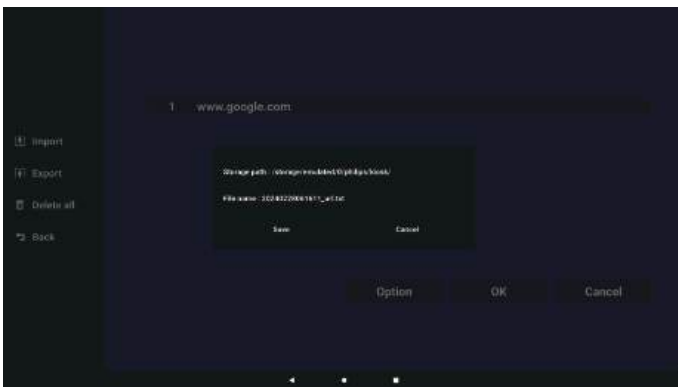 1 www.google.com
Import
Export
Delete all
Back
Storage path : /storage/emulated/0/philips/kiosk/
File name : 20240229061611_url.txt
Save Cancel
Option OK Cancel